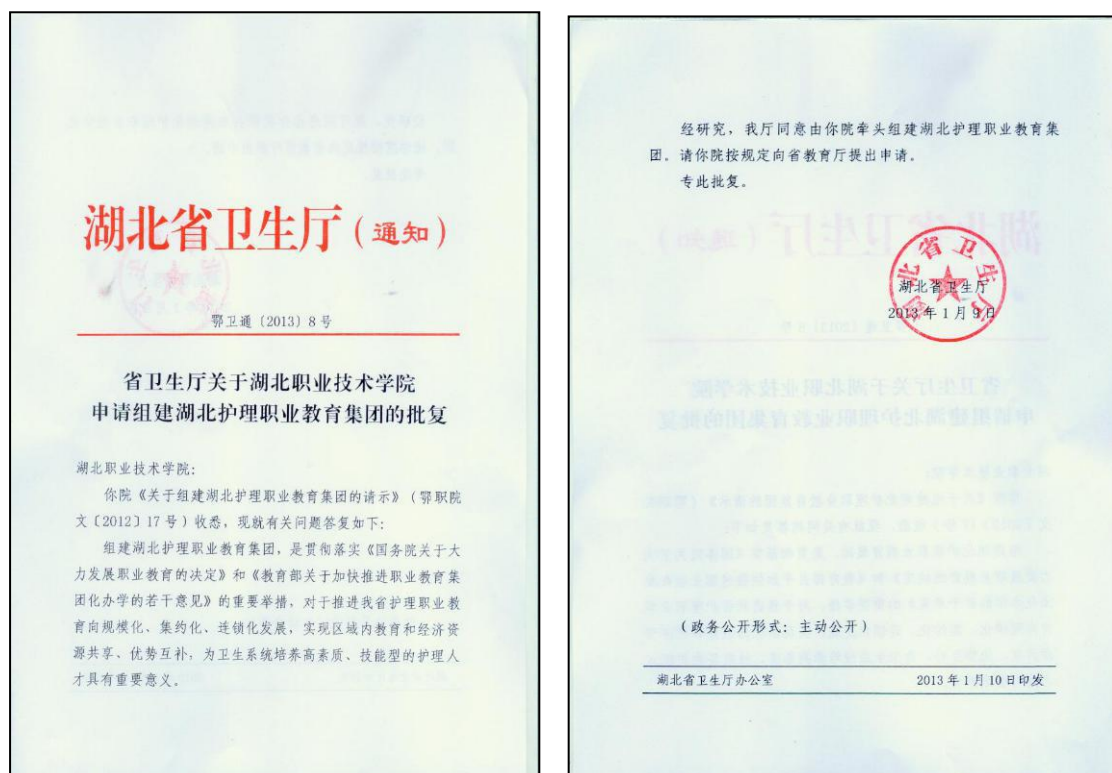 湖北省卫生厅(通知)
鄂卫通〔2013〕8号
省卫生厅关于湖北职业技术学院
申请组建湖北护理职业教育集团的批复
湖北职业技术学院:
你院《关于组建湖北护理职业教育集团的请示》(鄂职院
文〔2012〕17号)收悉,现就有关问题答复如下:
组建湖北护理职业教育集团,是贯彻落实《国务院关于大
力发展职业教育的决定》和《教育部关于加快推进职业教育集
团化办学的若干意见》的重要举措,对于推进我省护理职业教
育向规模化、集约化、连锁化发展,实现区域内教育和经济资
源共享、优势互补,为卫生系统培养高素质、技能型的护理人
才具有重要意义。
经研究,我厅同意由你院牵头组建湖北护理职业教育集
团。请你院按规定向省教育厅提出申请。
专此批复。
湖北省卫生厅
湖北省卫生厅
2013年1月9日
(政务公开形式:主动公开)
湖北省卫生厅办公室 2013年1月10日印发